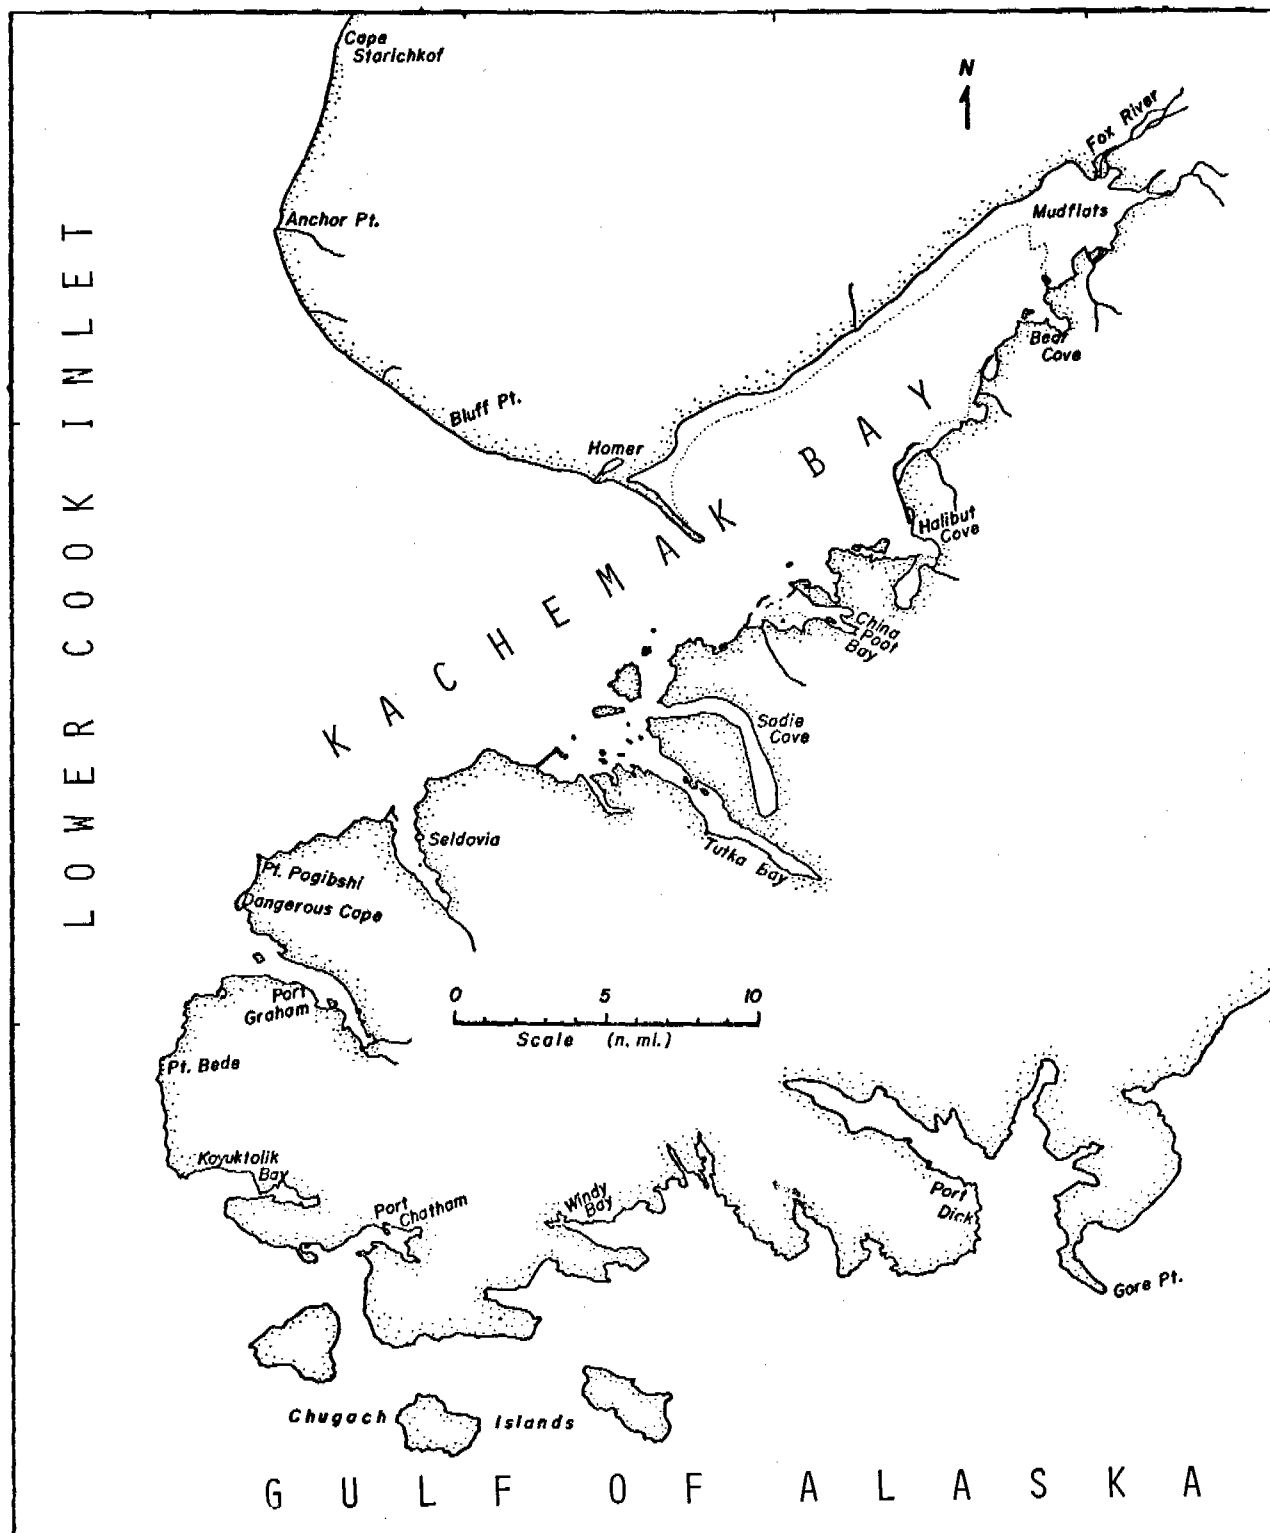 Cape
Starichkof
N
Fox River
Mudflats
Anchor Pt.
Bear
Cove
Bluff Pt.
Homer
Halibut
Cove
LOWER COOK INLET
KACHEMAK BAY
China
Poot
Bay
Sadie
Cove
Seldovia
Tutka Bay
Pt. Pogibshi
Dangerous Cape
Port
Graham
0 5 10
Scale (n. mi.)
Pt. Bede
Koyuktolik
Bay
Port
Chatham
Windy
Bay
Port
Dick
Gore Pt.
Chugach Islands
GULF OF ALASKA